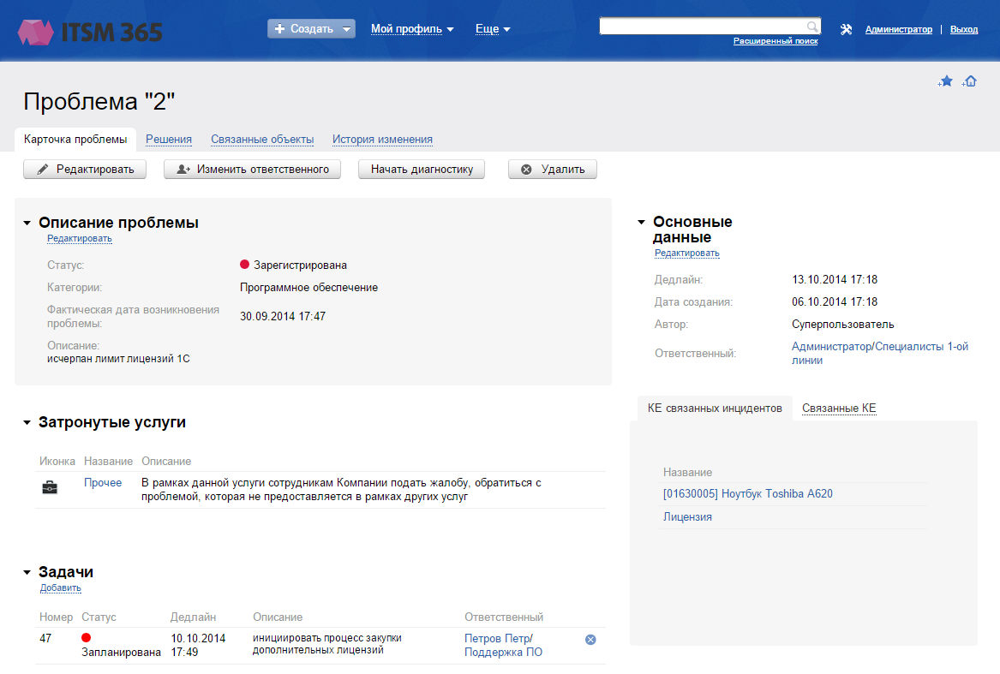 ITSM 365
Создать
Мой профиль
Еще
Расширенный поиск
Администратор | Выход
Проблема "2"
Карточка проблемы
Решения
Связанные объекты
История изменения
Редактировать
Изменить ответственного
Начать диагностику
Удалить
Описание проблемы
Редактировать
Статус:
Зарегистрирована
Категории:
Программное обеспечение
Фактическая дата возникновения
проблемы:
30.09.2014 17:47
Описание:
исчерпан лимит лицензий 1С
Основные
данные
Редактировать
Дедлайн:
13.10.2014 17:18
Дата создания:
06.10.2014 17:18
Автор:
Суперпользователь
Ответственный:
Администратор/Специалисты 1-ой
линии
Затронутые услуги
Иконка Название Описание
Прочее
В рамках данной услуги сотрудникам Компании подать жалобу, обратиться с
проблемой, которая не предоставляется в рамках других услуг
КЕ связанных инцидентов
Связанные КЕ
Название
[01630005] Ноутбук Toshiba A620
Лицензия
Задачи
Добавить
Номер Статус Дедлайн Описание Ответственный
47
Запланирована
10.10.2014
17:49
инициировать процесс закупки
дополнительных лицензий
Петров Петр/
Поддержка ПО